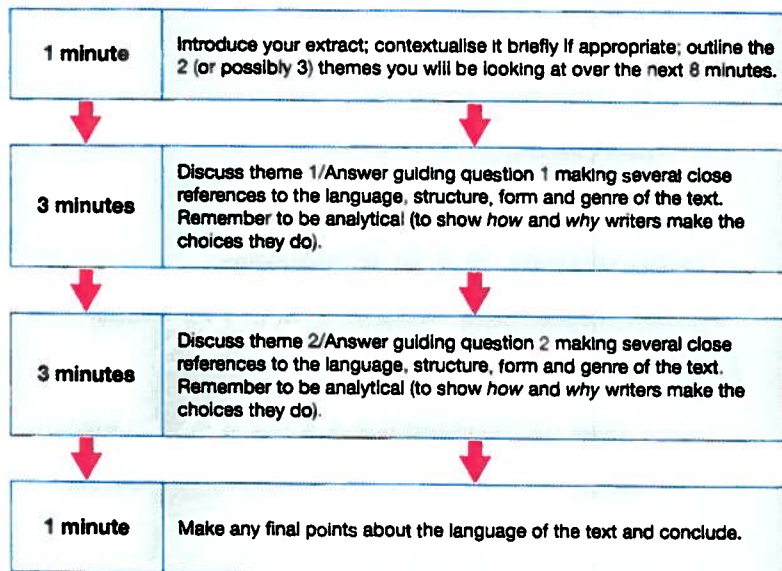 1 minute
Introduce your extract; contextualise it briefly if appropriate; outline the
2 (or possibly 3) themes you will be looking at over the next 8 minutes.
3 minutes
Discuss theme 1/Answer guiding question 1 making several close
references to the language, structure, form and genre of the text.
Remember to be analytical (to show how and why writers make the
choices they do).
3 minutes
Discuss theme 2/Answer guiding question 2 making several close
references to the language, structure, form and genre of the text.
Remember to be analytical (to show how and why writers make the
choices they do).
1 minute
Make any final points about the language of the text and conclude.